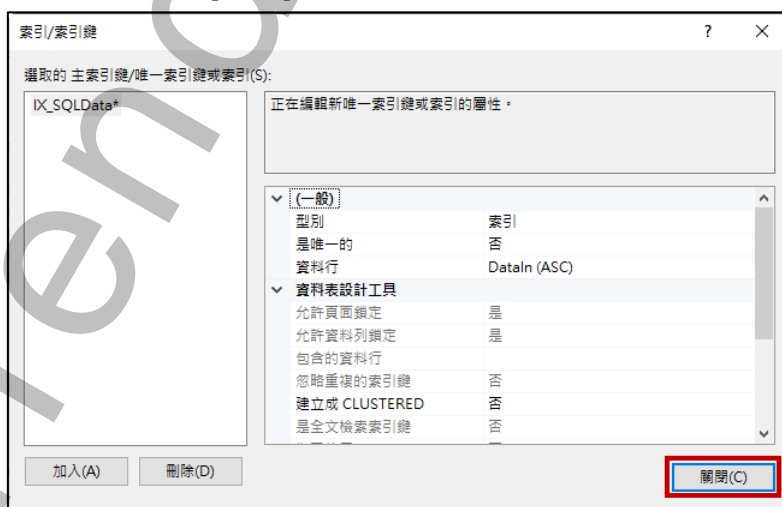 索引/索引鍵
? ×
選取的 主索引鍵/唯一索引鍵或索引(S):
IX_SQLData*
正在編輯新唯一索引鍵或索引的屬性。
(一般)
型別 索引
是唯一的 否
資料行 DataIn (ASC)
資料表設計工具
允許頁面鎖定 是
允許資料列鎖定 是
包含的資料行
忽略重複的索引鍵 否
建立成 CLUSTERED 否
是全文檢索索引鍵 否
加入(A) 刪除(D) 關閉(C)